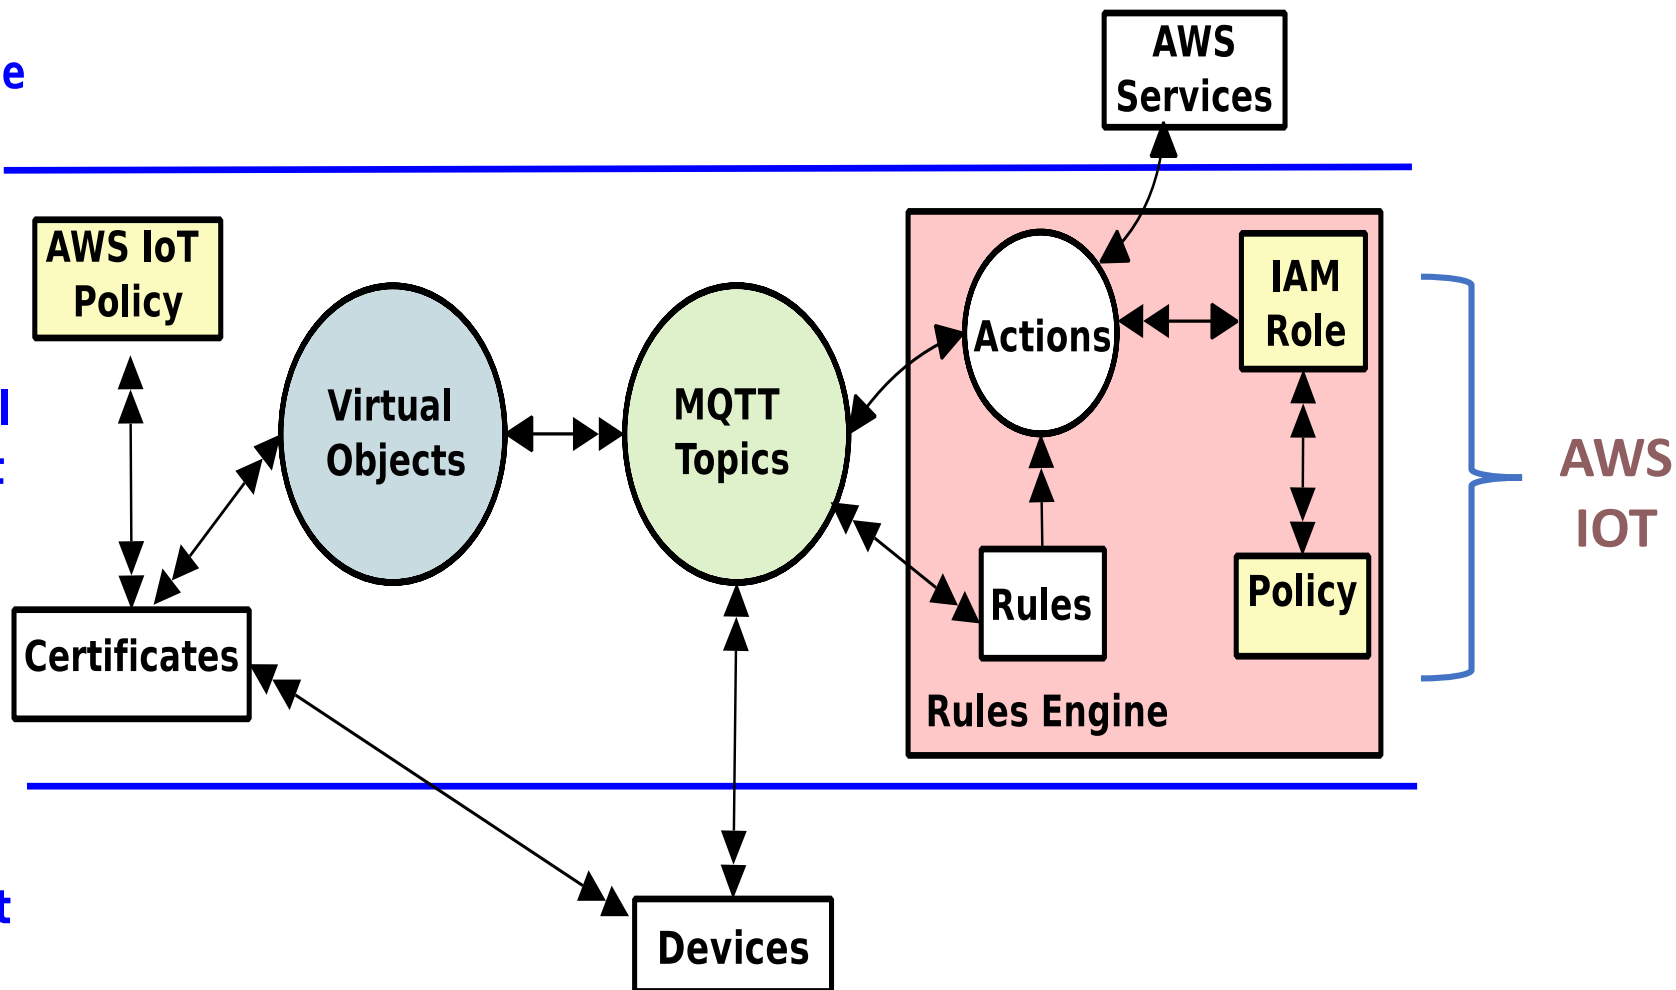 AWS
Services
e
AWS IoT
Policy
Virtual
Objects
MQTT
Topics
Actions
IAM
Role
l
t
AWS
IOT
Rules
Policy
Certificates
Rules Engine
t
Devices